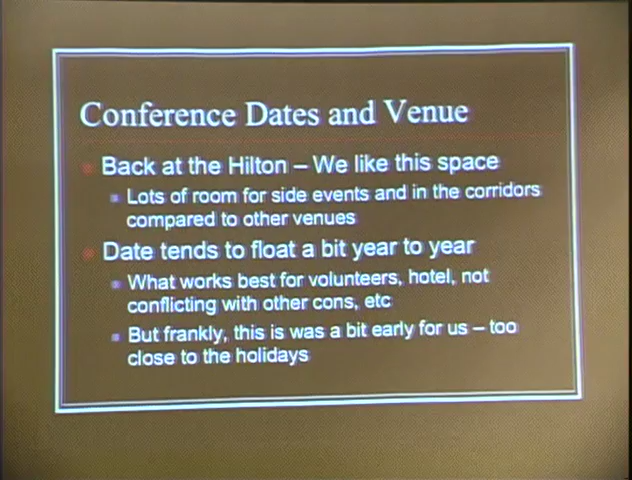 Conference Dates and Venue
Back at the Hilton – We like this space
Lots of room for side events and in the corridors
compared to other venues
Date tends to float a bit year to year
What works best for volunteers, hotel, not
conflicting with other cons, etc
But frankly, this is was a bit early for us – too
close to the holidays